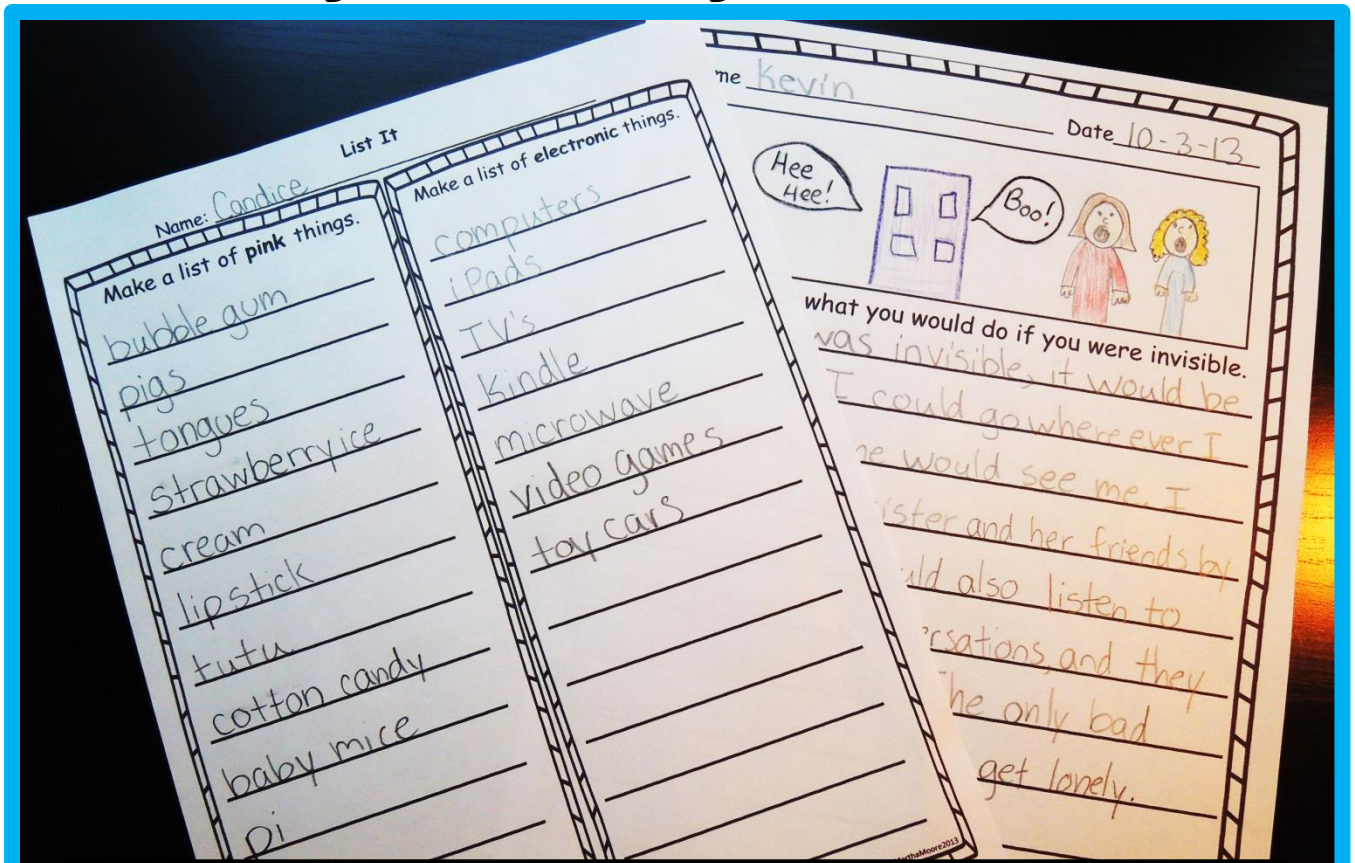 List It
Name: Candice
Make a list of pink things.
bubble gum
pigs
tongues
strawberry ice
cream
lipstick
tutu
cotton candy
baby mice
pi
Make a list of electronic things.
computers
iPads
TV's
Kindle
microwave
video games
toy cars
Moore2013
Kevin
Date 10-3-13
Hee
Hee!
Boo!
what you would do if you were invisible.
was invisible, it would be
I could go where ever I
would see me. I
and her friends by
also listen to
and they
he only bad
get lonely.